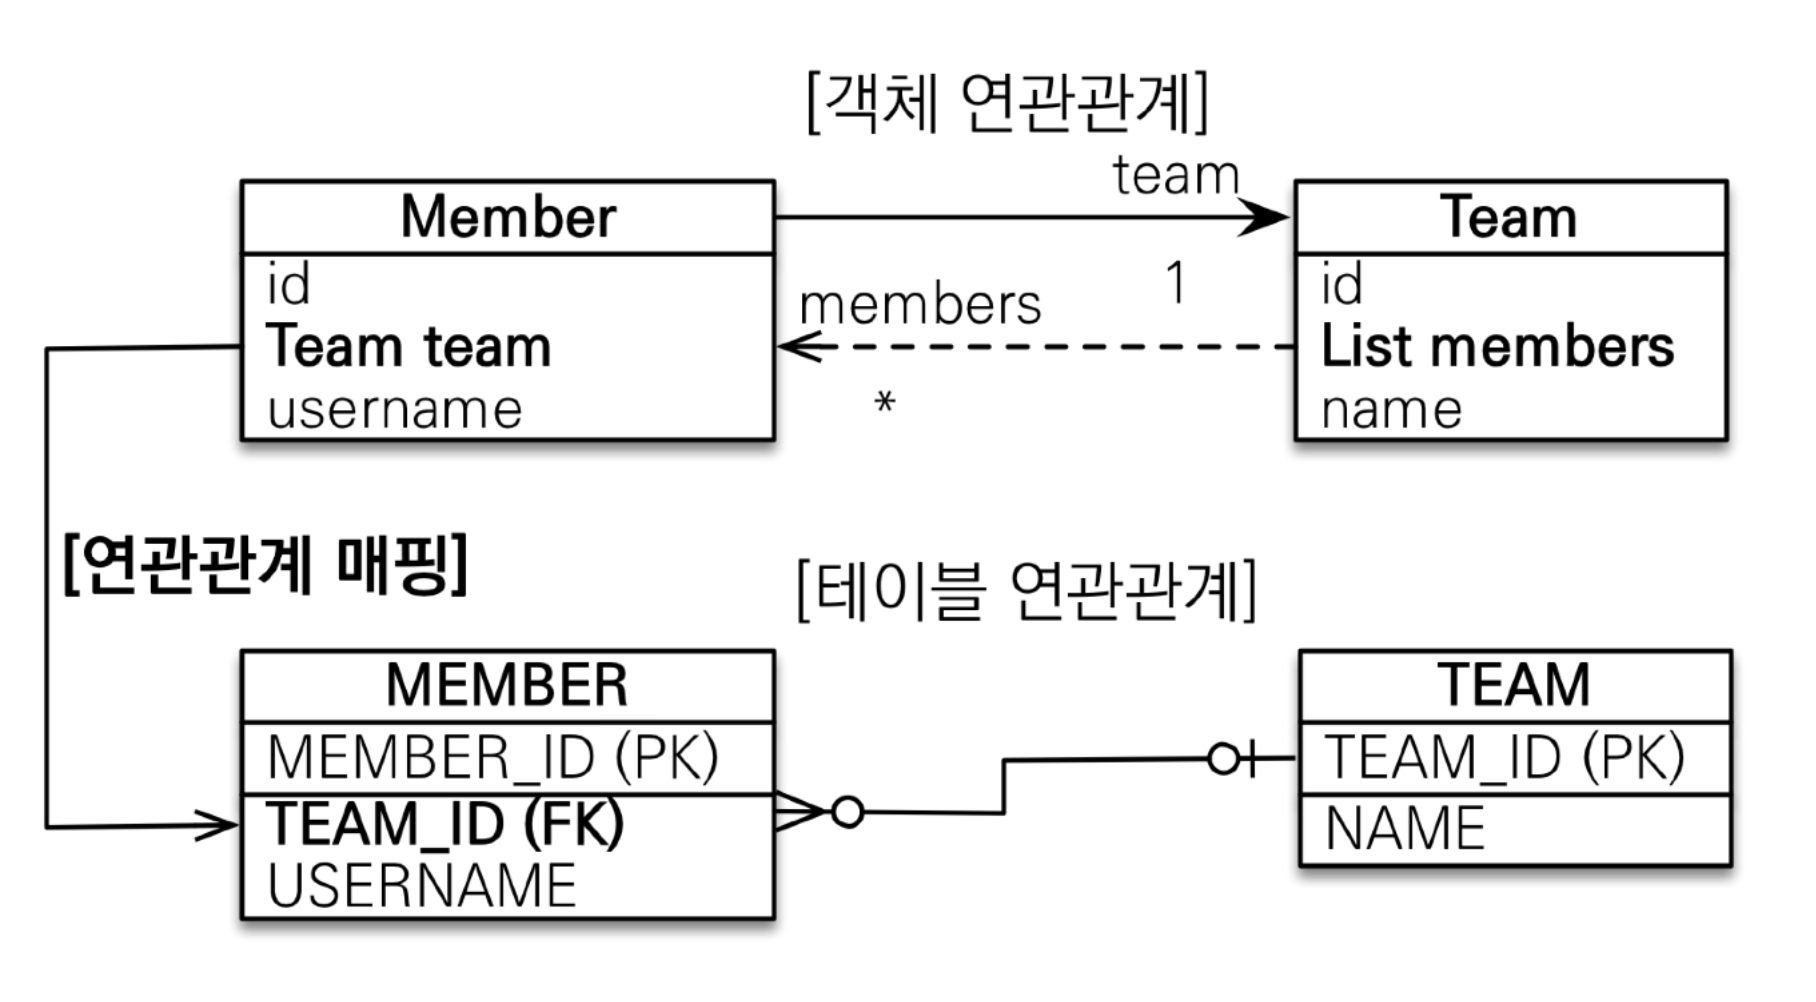 [객체 연관관계]
team
Member
Team
id
Team team
username
members
1
*
id
List members
name
[연관관계 매핑]
[테이블 연관관계]
MEMBER
MEMBER_ID (PK)
TEAM_ID (FK)
USERNAME
TEAM
TEAM_ID (PK)
NAME